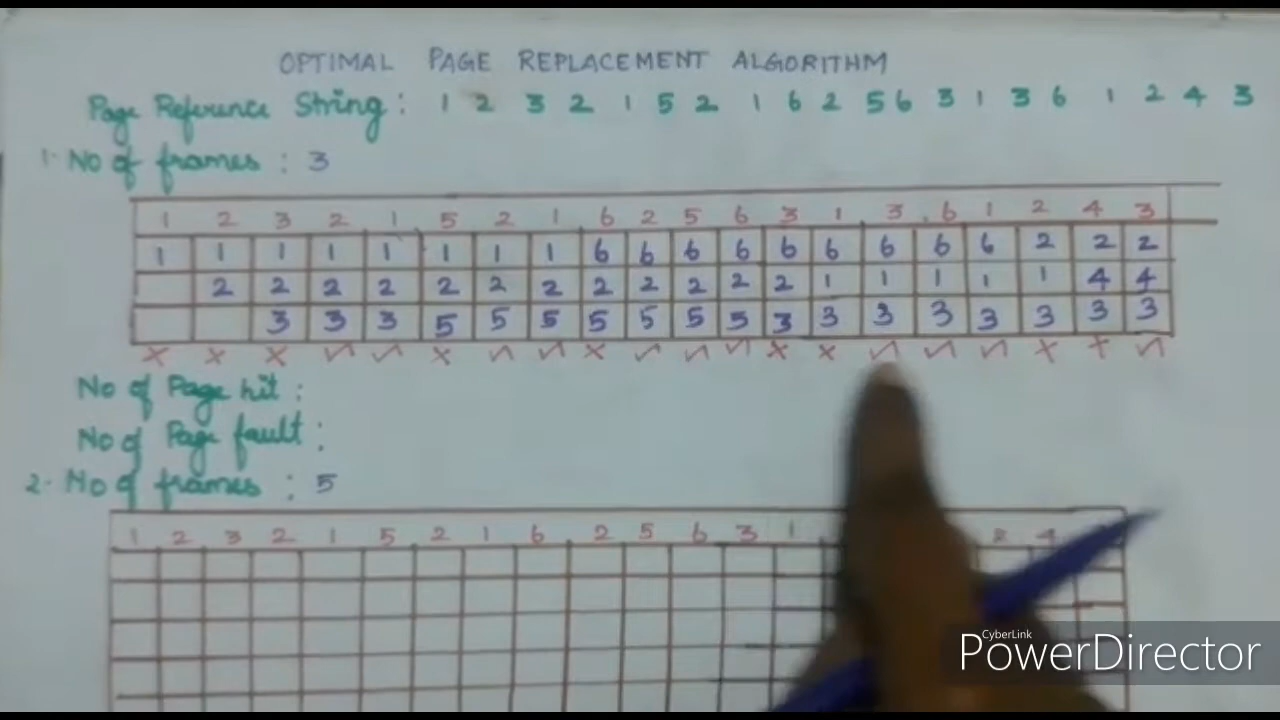 OPTIMAL PAGE REPLACEMENT ALGORITHM
Page Reference String : 1 2 3 2 1 5 2 1 6 2 5 6 3 1 3 6 1 2 4 3
1. No of frames : 3
1 2 3 2 1 5 2 1 6 2 5 6 3 1 3 6 1 2 4 3
1 1 1 1 1 1 1 1 6 6 6 6 6 6 6 6 6 2 2 2
2 2 2 2 2 2 2 2 2 2 2 2 1 1 1 1 1 4 4
3 3 3 5 5 5 5 5 5 5 3 3 3 3 3 3 3 3
× × × ✓ ✓ × ✓ ✓ × ✓ ✓ ✓ × × ✓ ✓ ✓ × × ✓
No of Page hit :
No of Page fault :
2. No of frames : 5
1 2 3 2 1 5 2 1 6 2 5 6 3 1 2 4
CyberLink
PowerDirector